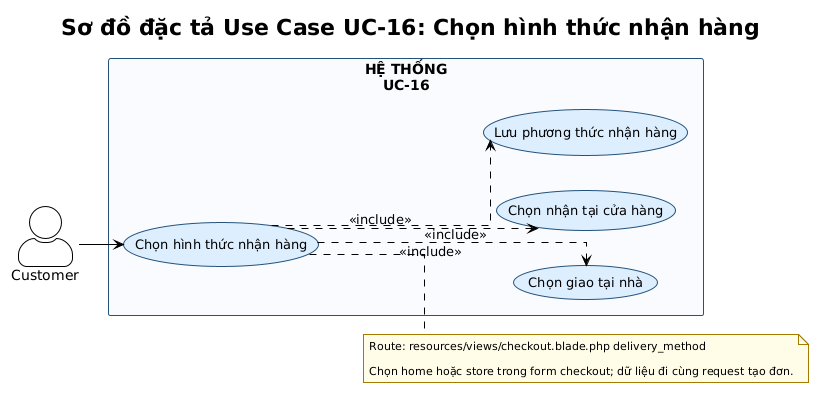 Sơ đồ đặc tả Use Case UC-16: Chọn hình thức nhận hàng
HỆ THỐNG
UC-16
Lưu phương thức nhận hàng
Chọn nhận tại cửa hàng
«include»
«include»
Chọn hình thức nhận hàng
«include»
Customer
Chọn giao tại nhà
Route: resources/views/checkout.blade.php delivery_method
Chọn home hoặc store trong form checkout; dữ liệu đi cùng request tạo đơn.